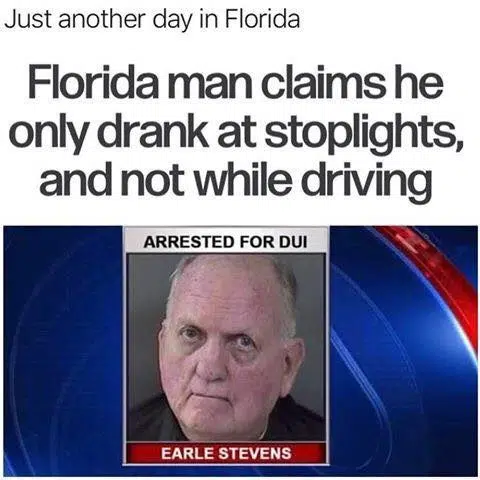 Just another day in Florida
Florida man claims he
only drank at stoplights,
and not while driving
ARRESTED FOR DUI
EARLE STEVENS